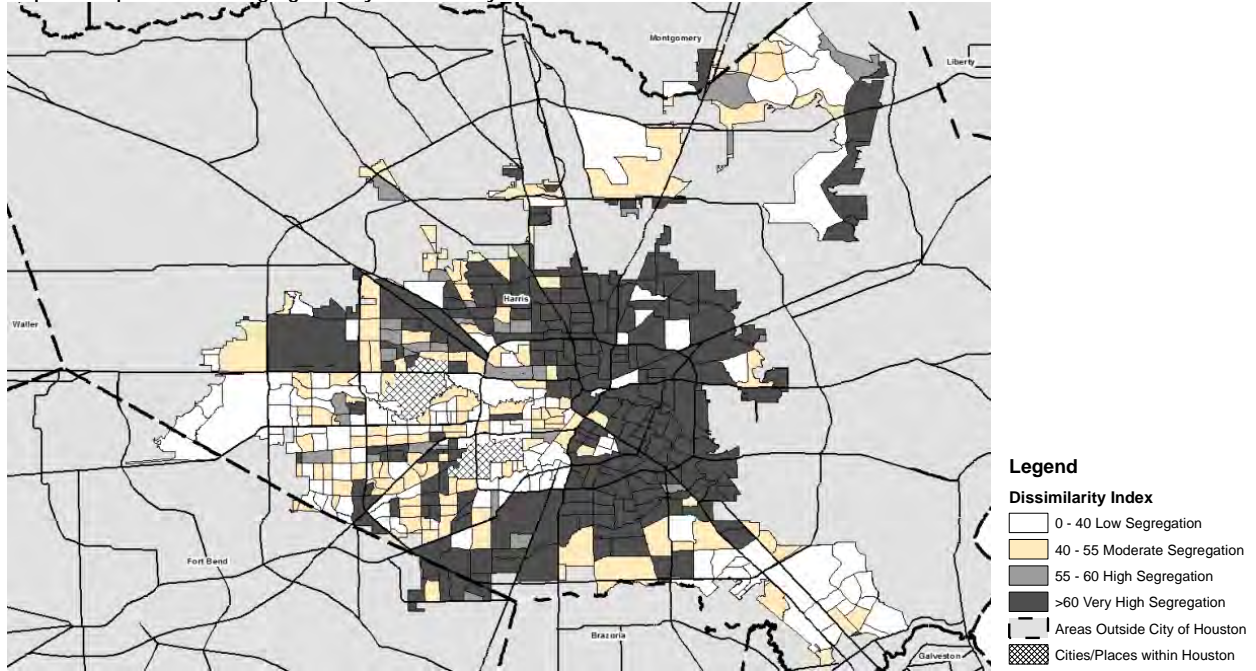 Montgomery
Liberty
Harris
Waller
Fort Bend
Brazoria
Galveston
Legend
Dissimilarity Index
0 - 40 Low Segregation
40 - 55 Moderate Segregation
55 - 60 High Segregation
>60 Very High Segregation
Areas Outside City of Houston
Cities/Places within Houston